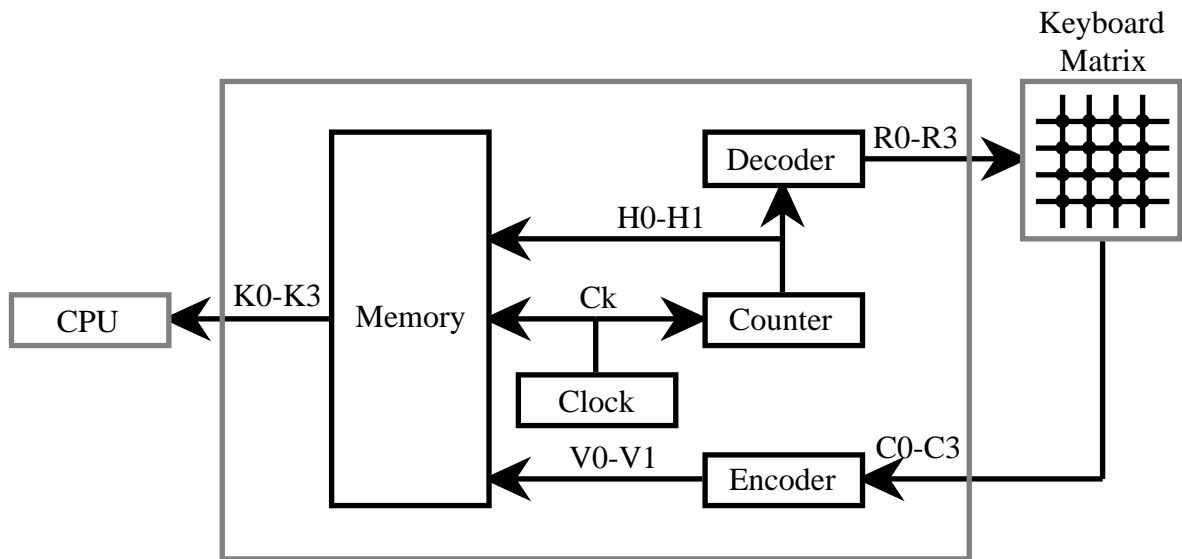 Keyboard
Matrix
R0-R3
Decoder
H0-H1
K0-K3
Ck
CPU
Memory
Counter
Clock
V0-V1
C0-C3
Encoder